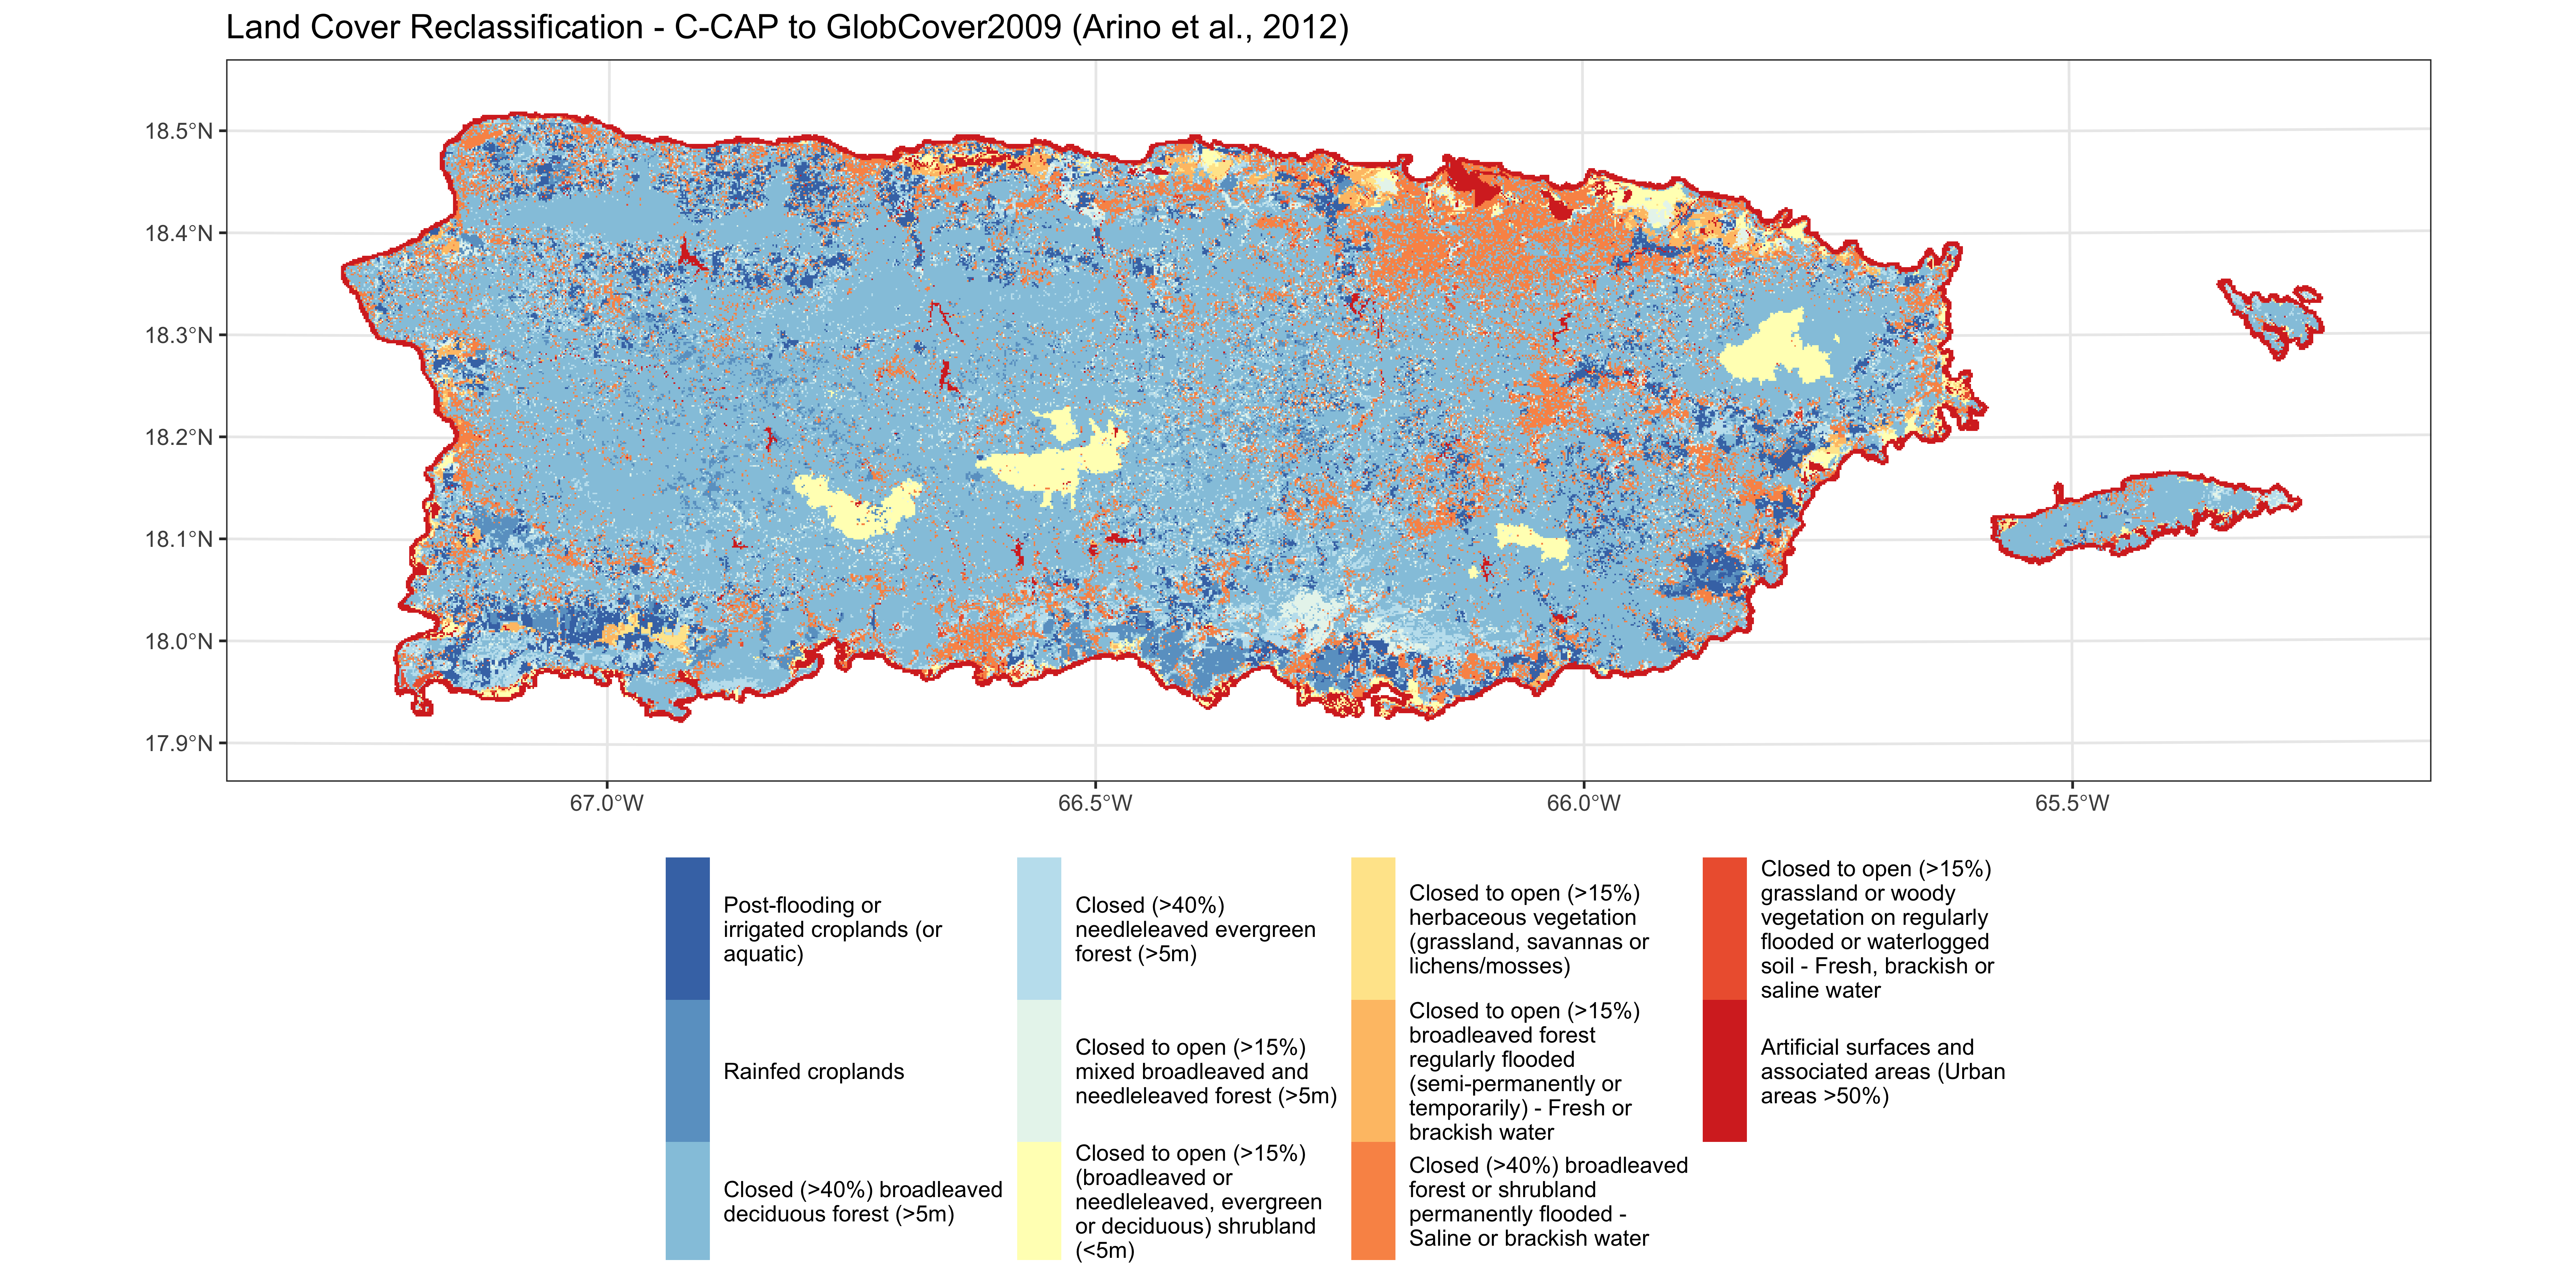 Land Cover Reclassification - C-CAP to GlobCover2009 (Arino et al., 2012)
18.5°N
18.4°N
18.3°N
18.2°N
18.1°N
18.0°N
17.9°N
67.0°W
66.5°W
66.0°W
65.5°W
Post-flooding or
irrigated croplands (or
aquatic)
Rainfed croplands
Closed (>40%) broadleaved
deciduous forest (>5m)
Closed (>40%)
needleleaved evergreen
forest (>5m)
Closed to open (>15%)
mixed broadleaved and
needleleaved forest (>5m)
Closed to open (>15%)
(broadleaved or
needleleaved, evergreen
or deciduous) shrubland
(<5m)
Closed to open (>15%)
herbaceous vegetation
(grassland, savannas or
lichens/mosses)
Closed to open (>15%)
broadleaved forest
regularly flooded
(semi-permanently or
temporarily) - Fresh or
brackish water
Closed (>40%) broadleaved
forest or shrubland
permanently flooded -
Saline or brackish water
Closed to open (>15%)
grassland or woody
vegetation on regularly
flooded or waterlogged
soil - Fresh, brackish or
saline water
Artificial surfaces and
associated areas (Urban
areas >50%)